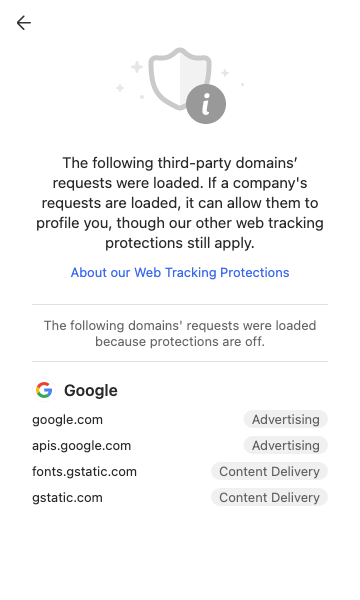 The following third-party domains'
requests were loaded. If a company's
requests are loaded, it can allow them to
profile you, though our other web tracking
protections still apply.
About our Web Tracking Protections
The following domains' requests were loaded
because protections are off.
Google
google.com Advertising
apis.google.com Advertising
fonts.gstatic.com Content Delivery
gstatic.com Content Delivery